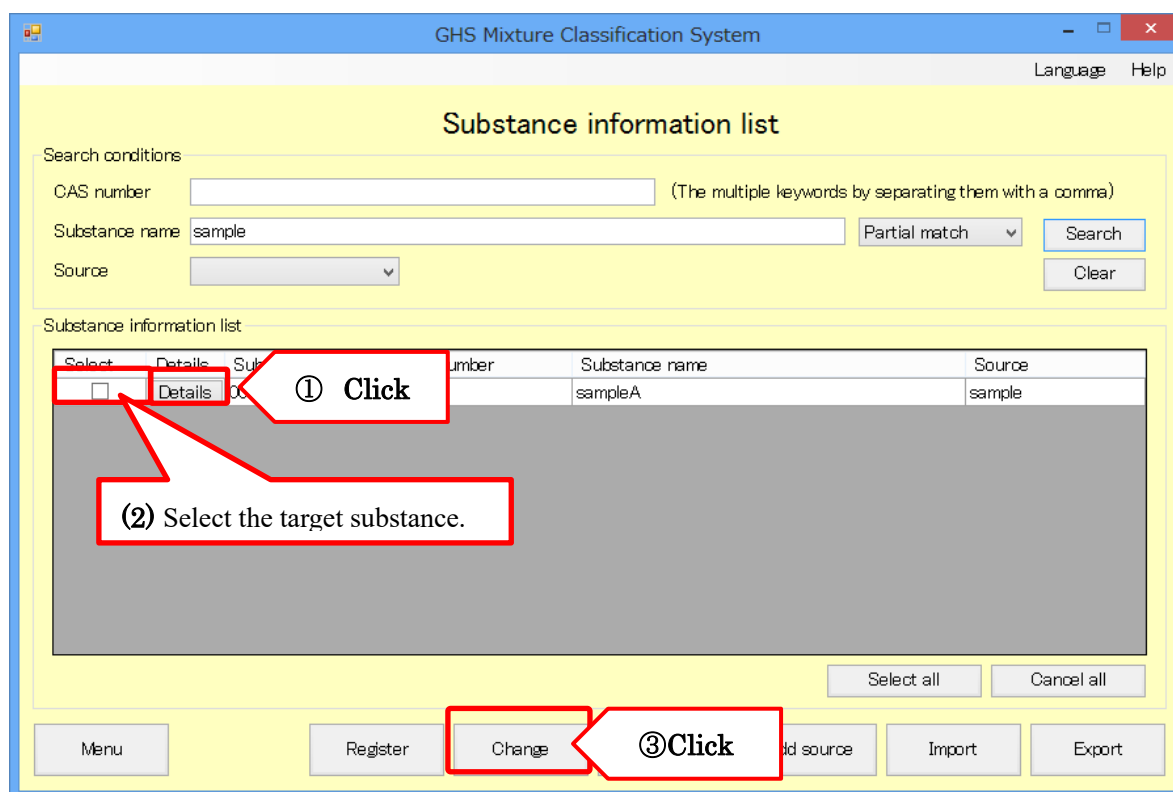 GHS Mixture Classification System
Language Help
Substance information list
Search conditions
CAS number (The multiple keywords by separating them with a comma)
Substance name sample Partial match Search
Source Clear
Substance information list
Select Details Substance name Source
Details sampleA sample
① Click
(2) Select the target substance.
Select all Cancel all
Menu Register Change ③Click source Import Export